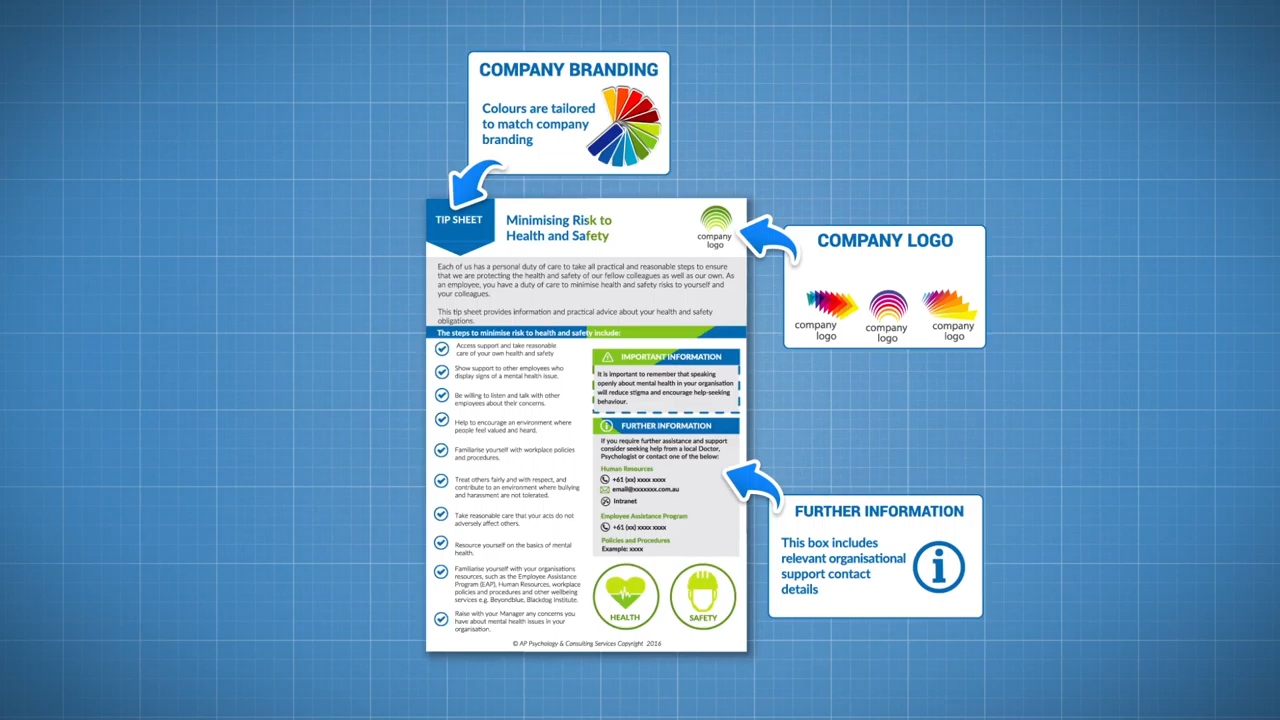 COMPANY BRANDING
Colours are tailored
to match company
branding
TIP SHEET
Minimising Risk to
Health and Safety
company
logo
COMPANY LOGO
company
logo
company
logo
company
logo
Each of us has a personal duty of care to take all practical and reasonable steps to ensure
that we are protecting the health and safety of our fellow colleagues as well as our own. As
an employee, you have a duty of care to minimise health and safety risks to yourself and
your colleagues.
This tip sheet provides information and practical advice about your health and safety
obligations.
The steps to minimise risk to health and safety include:
Access support and take reasonable
care of your own health and safety
Show support to other employees who
display signs of a mental health issue.
Be willing to listen and talk with other
employees about their concerns.
Help to encourage an environment where
people feel valued and heard.
Familiarise yourself with workplace policies
and procedures.
Treat others fairly and with respect, and
contribute to an environment where bullying
and harassment are not tolerated.
Take reasonable care that your acts do not
adversely affect others.
Resource yourself on the basics of mental
health.
Familiarise yourself with your organisations
resources, such as the Employee Assistance
Program (EAP), Human Resources, workplace
policies and procedures and other wellbeing
services e.g. Beyondblue, Blackdog Institute.
Raise with your Manager any concerns you
have about mental health issues in your
organisation.
IMPORTANT INFORMATION
It is important to remember that speaking
openly about mental health in your organisation
will reduce stigma and encourage help-seeking
behaviour.
FURTHER INFORMATION
If you require further assistance and support
consider seeking help from a local Doctor,
Psychologist or contact one of the below:
Human Resources
+61 (xx) xxxx xxxx
email@xxxxxxx.com.au
Intranet
Employee Assistance Program
+61 (xx) xxxx xxxx
Policies and Procedures
Example: xxxx
HEALTH
SAFETY
© AP Psychology & Consulting Services Copyright 2016
FURTHER INFORMATION
This box includes
relevant organisational
support contact
details